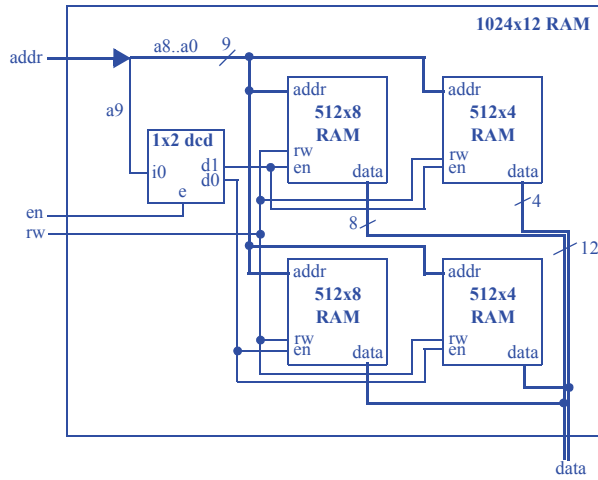 1024x12 RAM
addr
a8..a0
9
a9
addr
512x8
RAM
rw
en
data
addr
512x4
RAM
rw
en
data
1x2 dcd
d1
i0
d0
e
en
rw
8
4
12
addr
512x8
RAM
rw
en
data
addr
512x4
RAM
rw
en
data
data